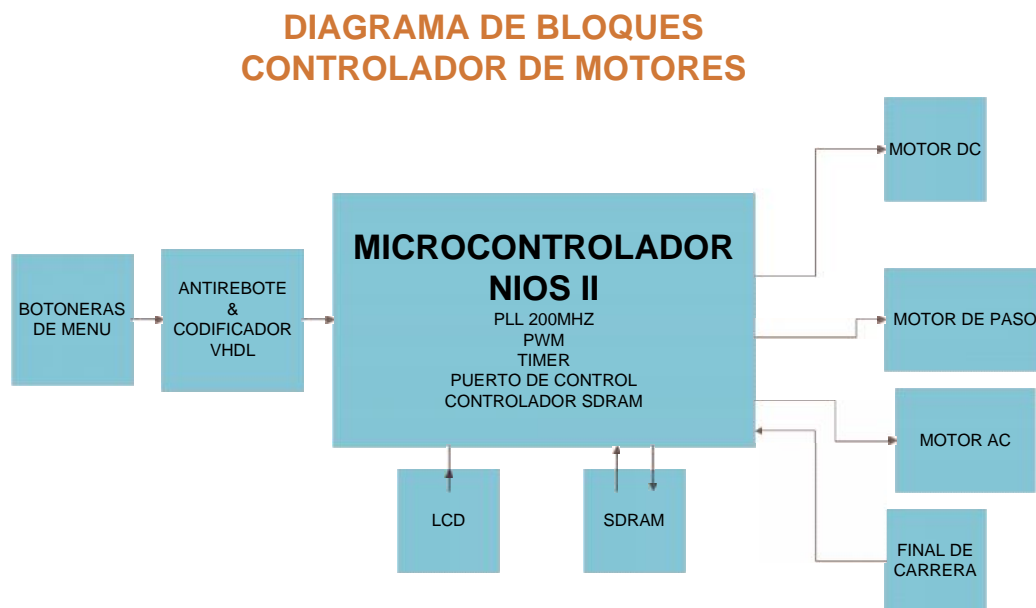 DIAGRAMA DE BLOQUES
CONTROLADOR DE MOTORES
BOTONERAS
DE MENU
ANTIREBOTE
&
CODIFICADOR
VHDL
MICROCONTROLADOR
NIOS II
PLL 200MHZ
PWM
TIMER
PUERTO DE CONTROL
CONTROLADOR SDRAM
MOTOR DC
MOTOR DE PASO
MOTOR AC
FINAL DE
CARRERA
LCD
SDRAM